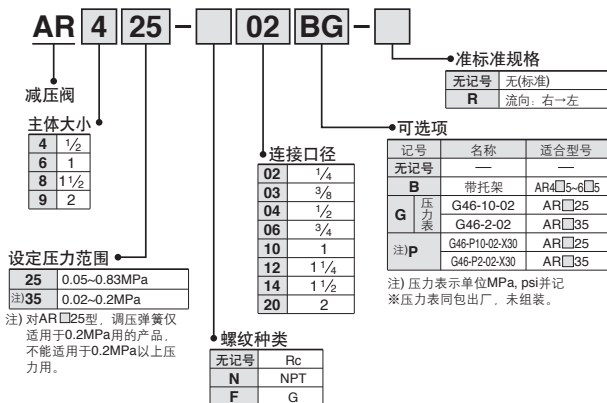 AR 4 25 - 02 BG -
减压阀
主体大小
4 1/2
6 1
8 1 1/2
9 2
设定压力范围
25 0.05~0.83MPa
注)35 0.02~0.2MPa
注) 对AR□25型，调压弹簧仅
适用于0.2MPa用的产品，
不能适用于0.2MPa以上压
力用。
螺纹种类
无记号 Rc
N NPT
F G
连接口径
02 1/4
03 3/8
04 1/2
06 3/4
10 1
12 1 1/4
14 1 1/2
20 2
准标准规格
无记号 无(标准)
R 流向：右→左
可选项
记号 名称 适合型号
无记号 — —
B 带托架 AR4□5~6□5
G 压力表 G46-10-02 AR□25
G46-2-02 AR□35
注)P G46-P10-02-X30 AR□25
G46-P2-02-X30 AR□35
注) 压力表示单位MPa, psi并记
※压力表同包出厂，未组装。